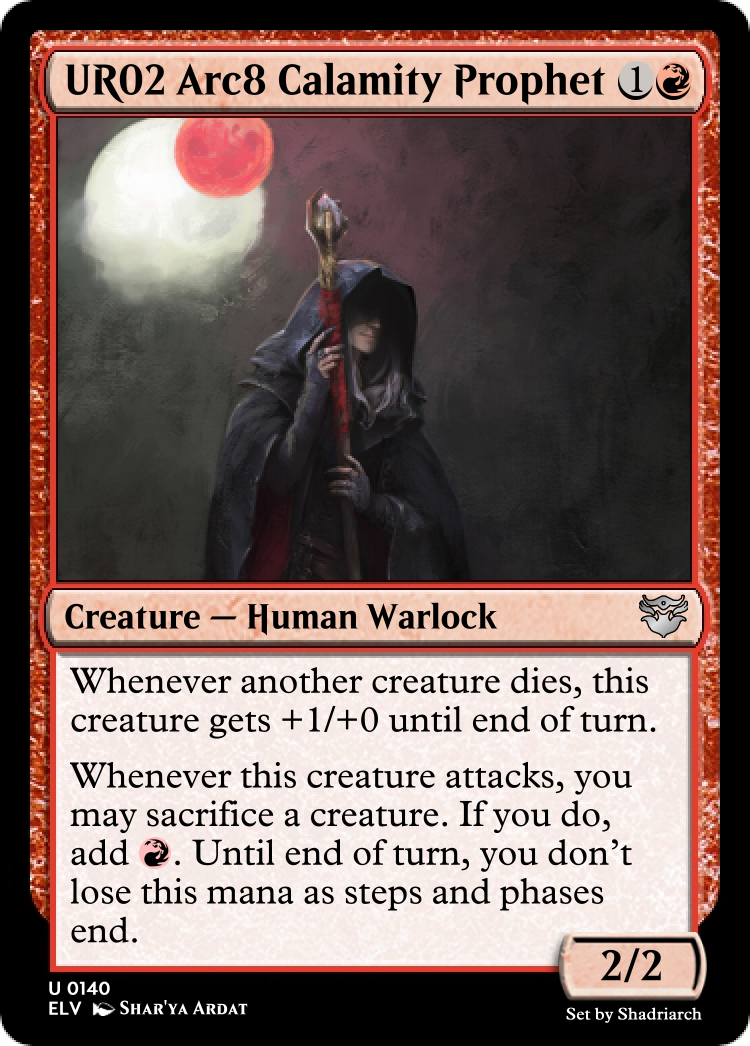 UR02 Arc8 Calamity Prophet 1
Creature — Human Warlock
Whenever another creature dies, this
creature gets +1/+0 until end of turn.
Whenever this creature attacks, you
may sacrifice a creature. If you do,
add . Until end of turn, you don't
lose this mana as steps and phases
end.
2/2
U 0140
ELV Shar'ya Ardat
Set by Shadriarch